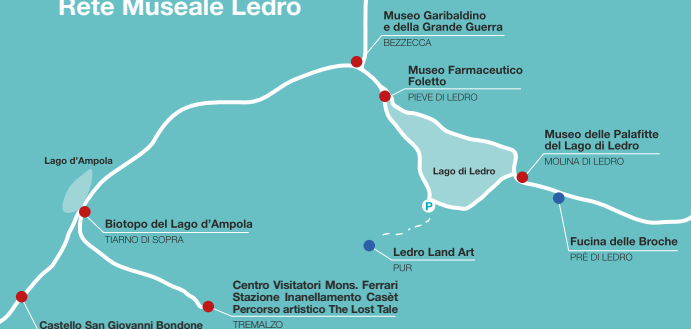 Rete Museale Ledro
Museo Garibaldino
e della Grande Guerra
BEZZECCA
Museo Farmaceutico
Foletto
PIEVE DI LEDRO
Museo delle Palafitte
del Lago di Ledro
MOLINA DI LEDRO
Lago d'Ampola
Lago di Ledro
P
Biotopo del Lago d'Ampola
TIARNO DI SOPRA
Ledro Land Art
PUR
Fucina delle Broche
PRÈ DI LEDRO
Centro Visitatori Mons. Ferrari
Stazione Inanellamento Casèt
Percorso artistico The Lost Tale
TREMALZO
Castello San Giovanni Bondone